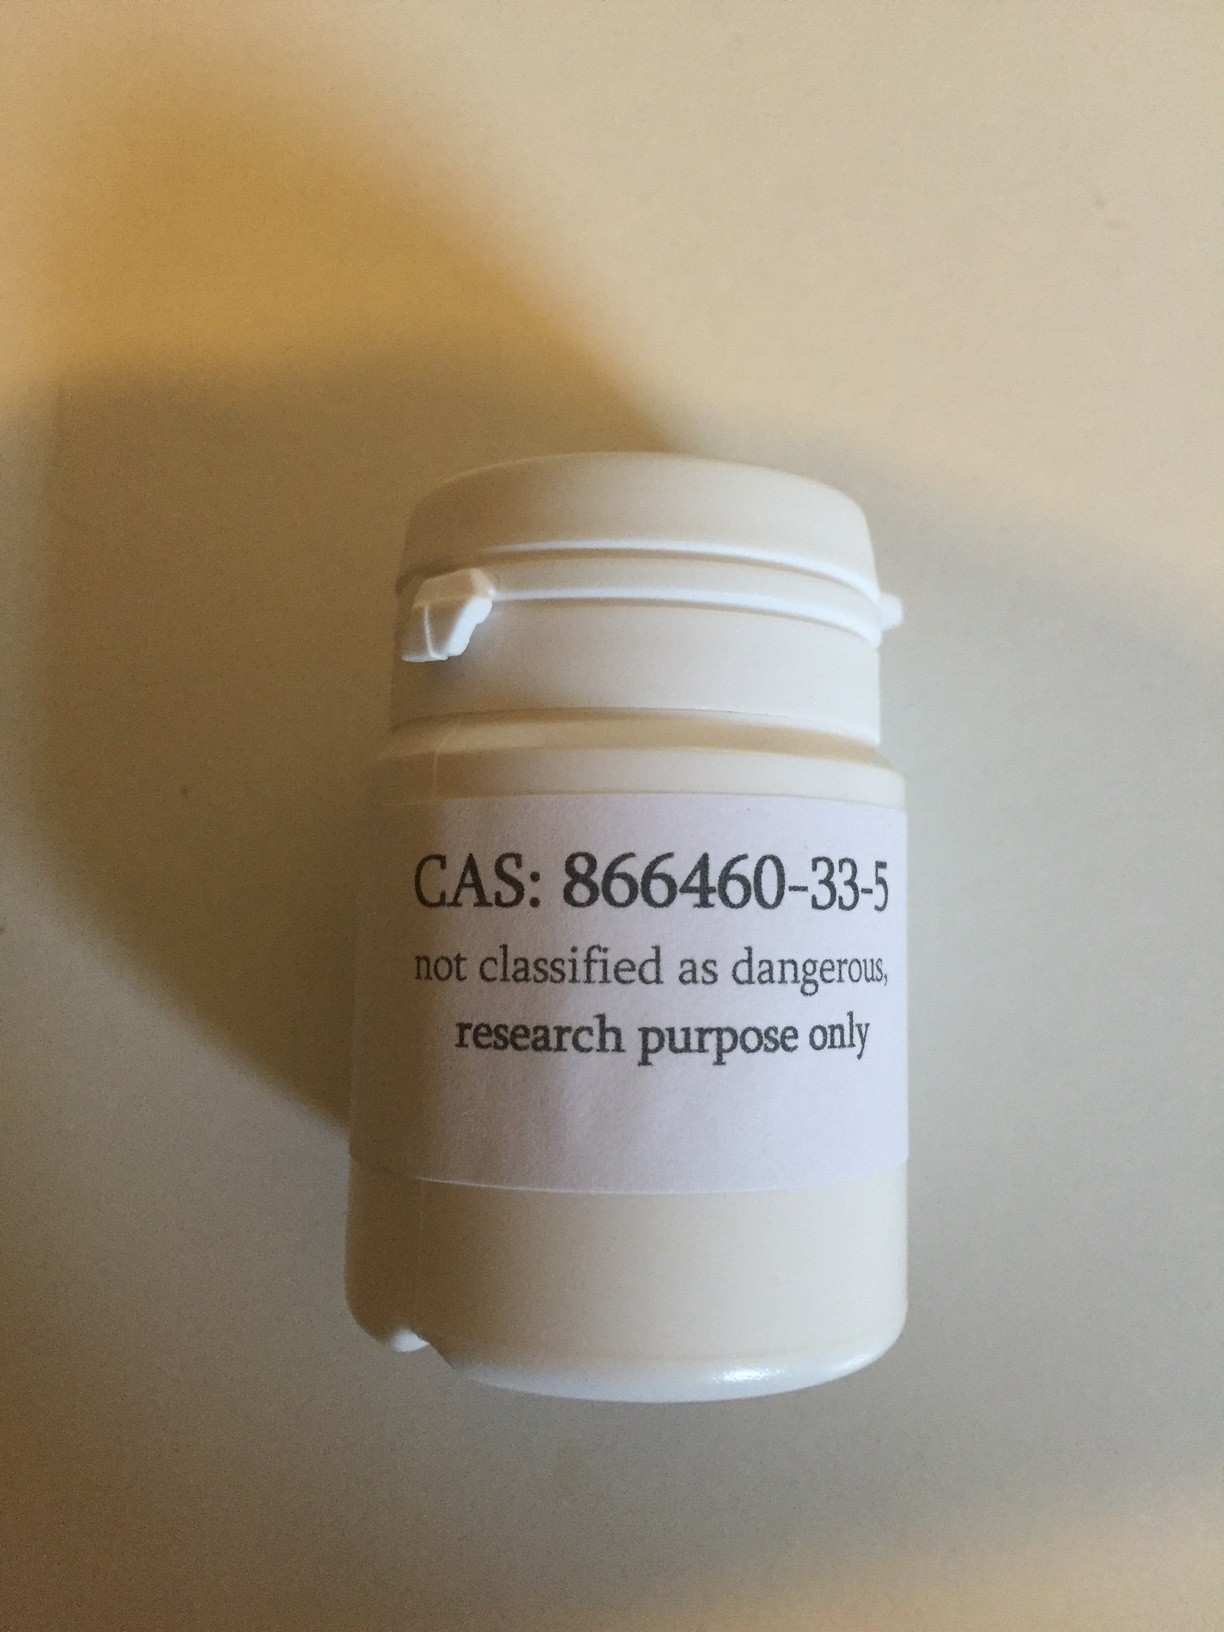 CAS: 866460-33-5
not classified as dangerous,
research purpose only